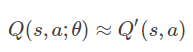 Q(s, a; θ) ≈ Q′(s, a)